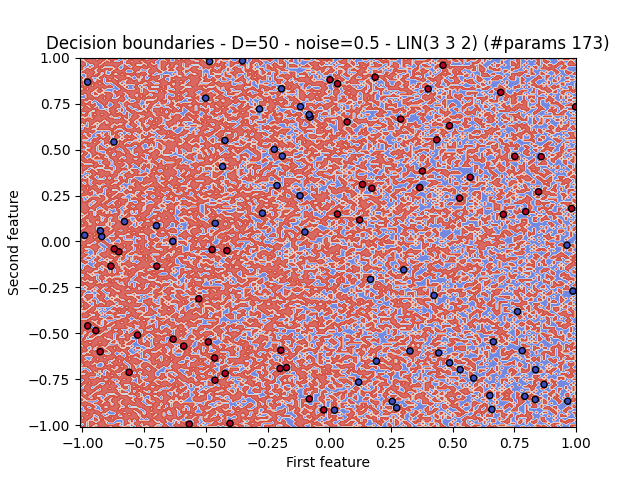 Decision boundaries - D=50 - noise=0.5 - LIN(3 3 2) (#params 173)
1.00
0.75
0.50
0.25
0.00
−0.25
−0.50
−0.75
−1.00
Second feature
−1.00 −0.75 −0.50 −0.25 0.00 0.25 0.50 0.75 1.00
First feature